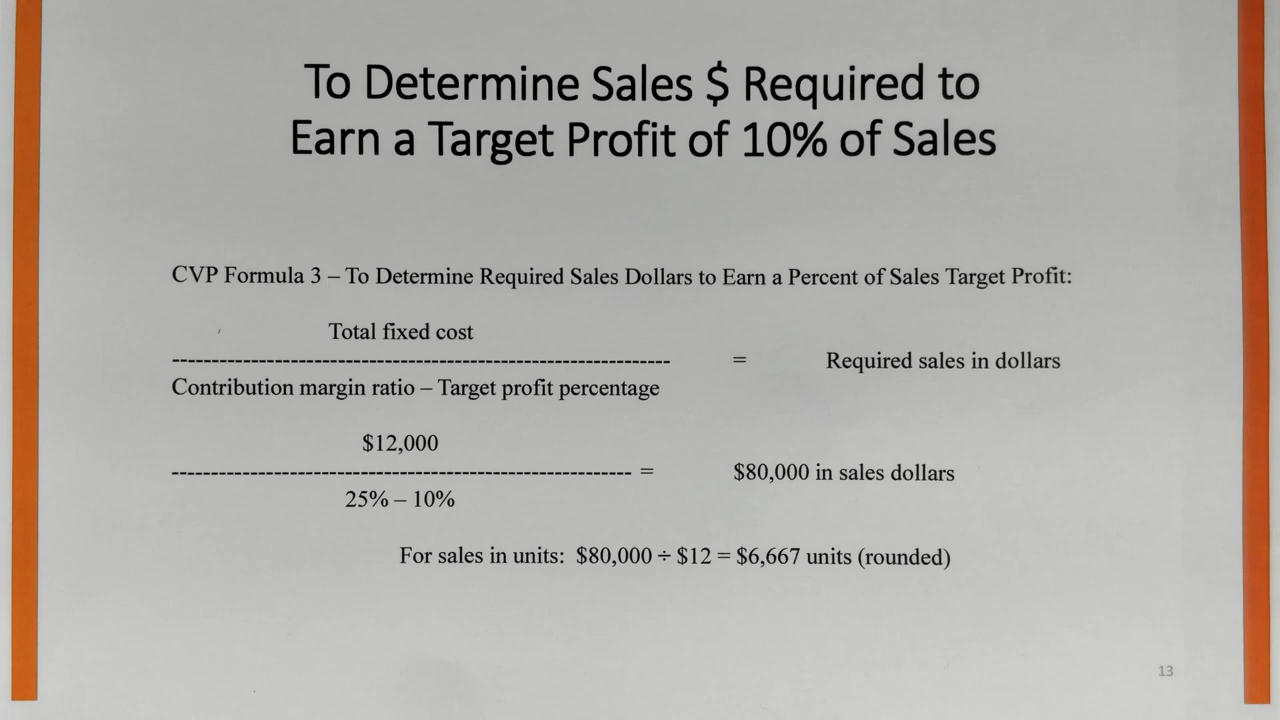 To Determine Sales $ Required to
Earn a Target Profit of 10% of Sales
CVP Formula 3 – To Determine Required Sales Dollars to Earn a Percent of Sales Target Profit:
Total fixed cost
--------------------------------------------------------------- = Required sales in dollars
Contribution margin ratio – Target profit percentage
$12,000
---------------------------------------------------------- = $80,000 in sales dollars
25% – 10%
For sales in units: $80,000 ÷ $12 = $6,667 units (rounded)
13